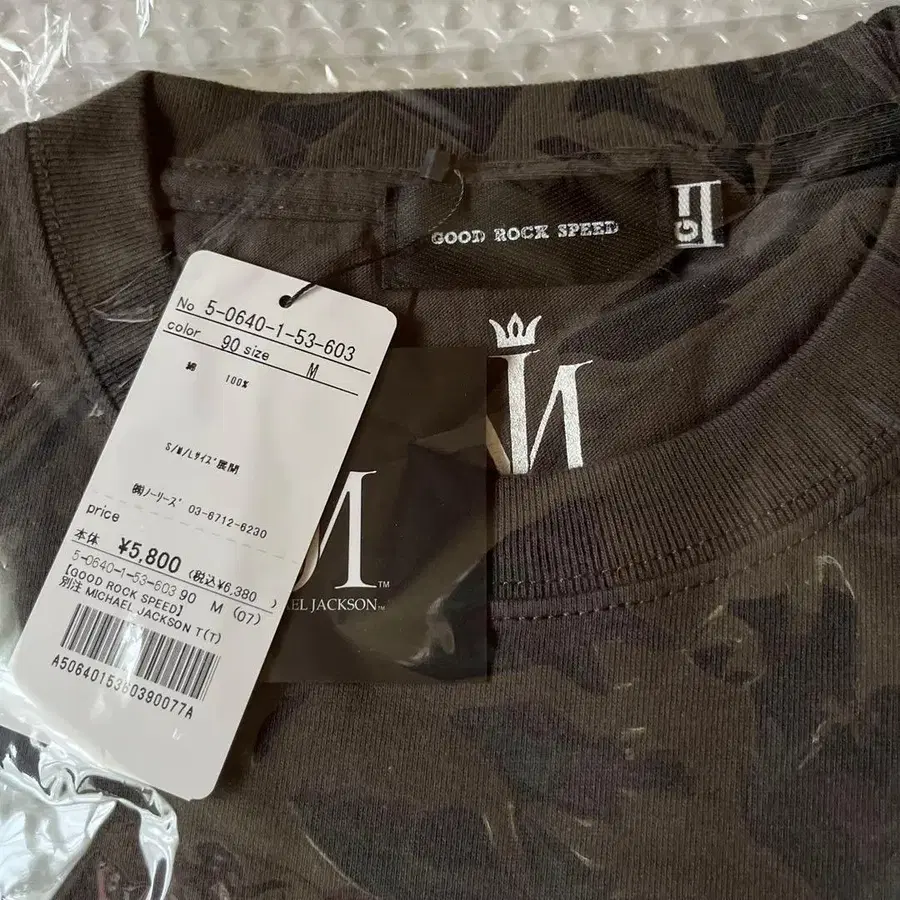 GOOD ROCK SPEED
G
No 5-0640-1-53-603
color 90 size M
綿 100%
S/M/Lサイズ展開
㈱ノーリーズ 03-6712-6230
price
本体 ¥5,800 (税込¥6,380)
5-0640-1-53-603 90 M (07)
【GOOD ROCK SPEED】
別注 MICHAEL JACKSON T(T)
A5064015360390077A
JACKSON™